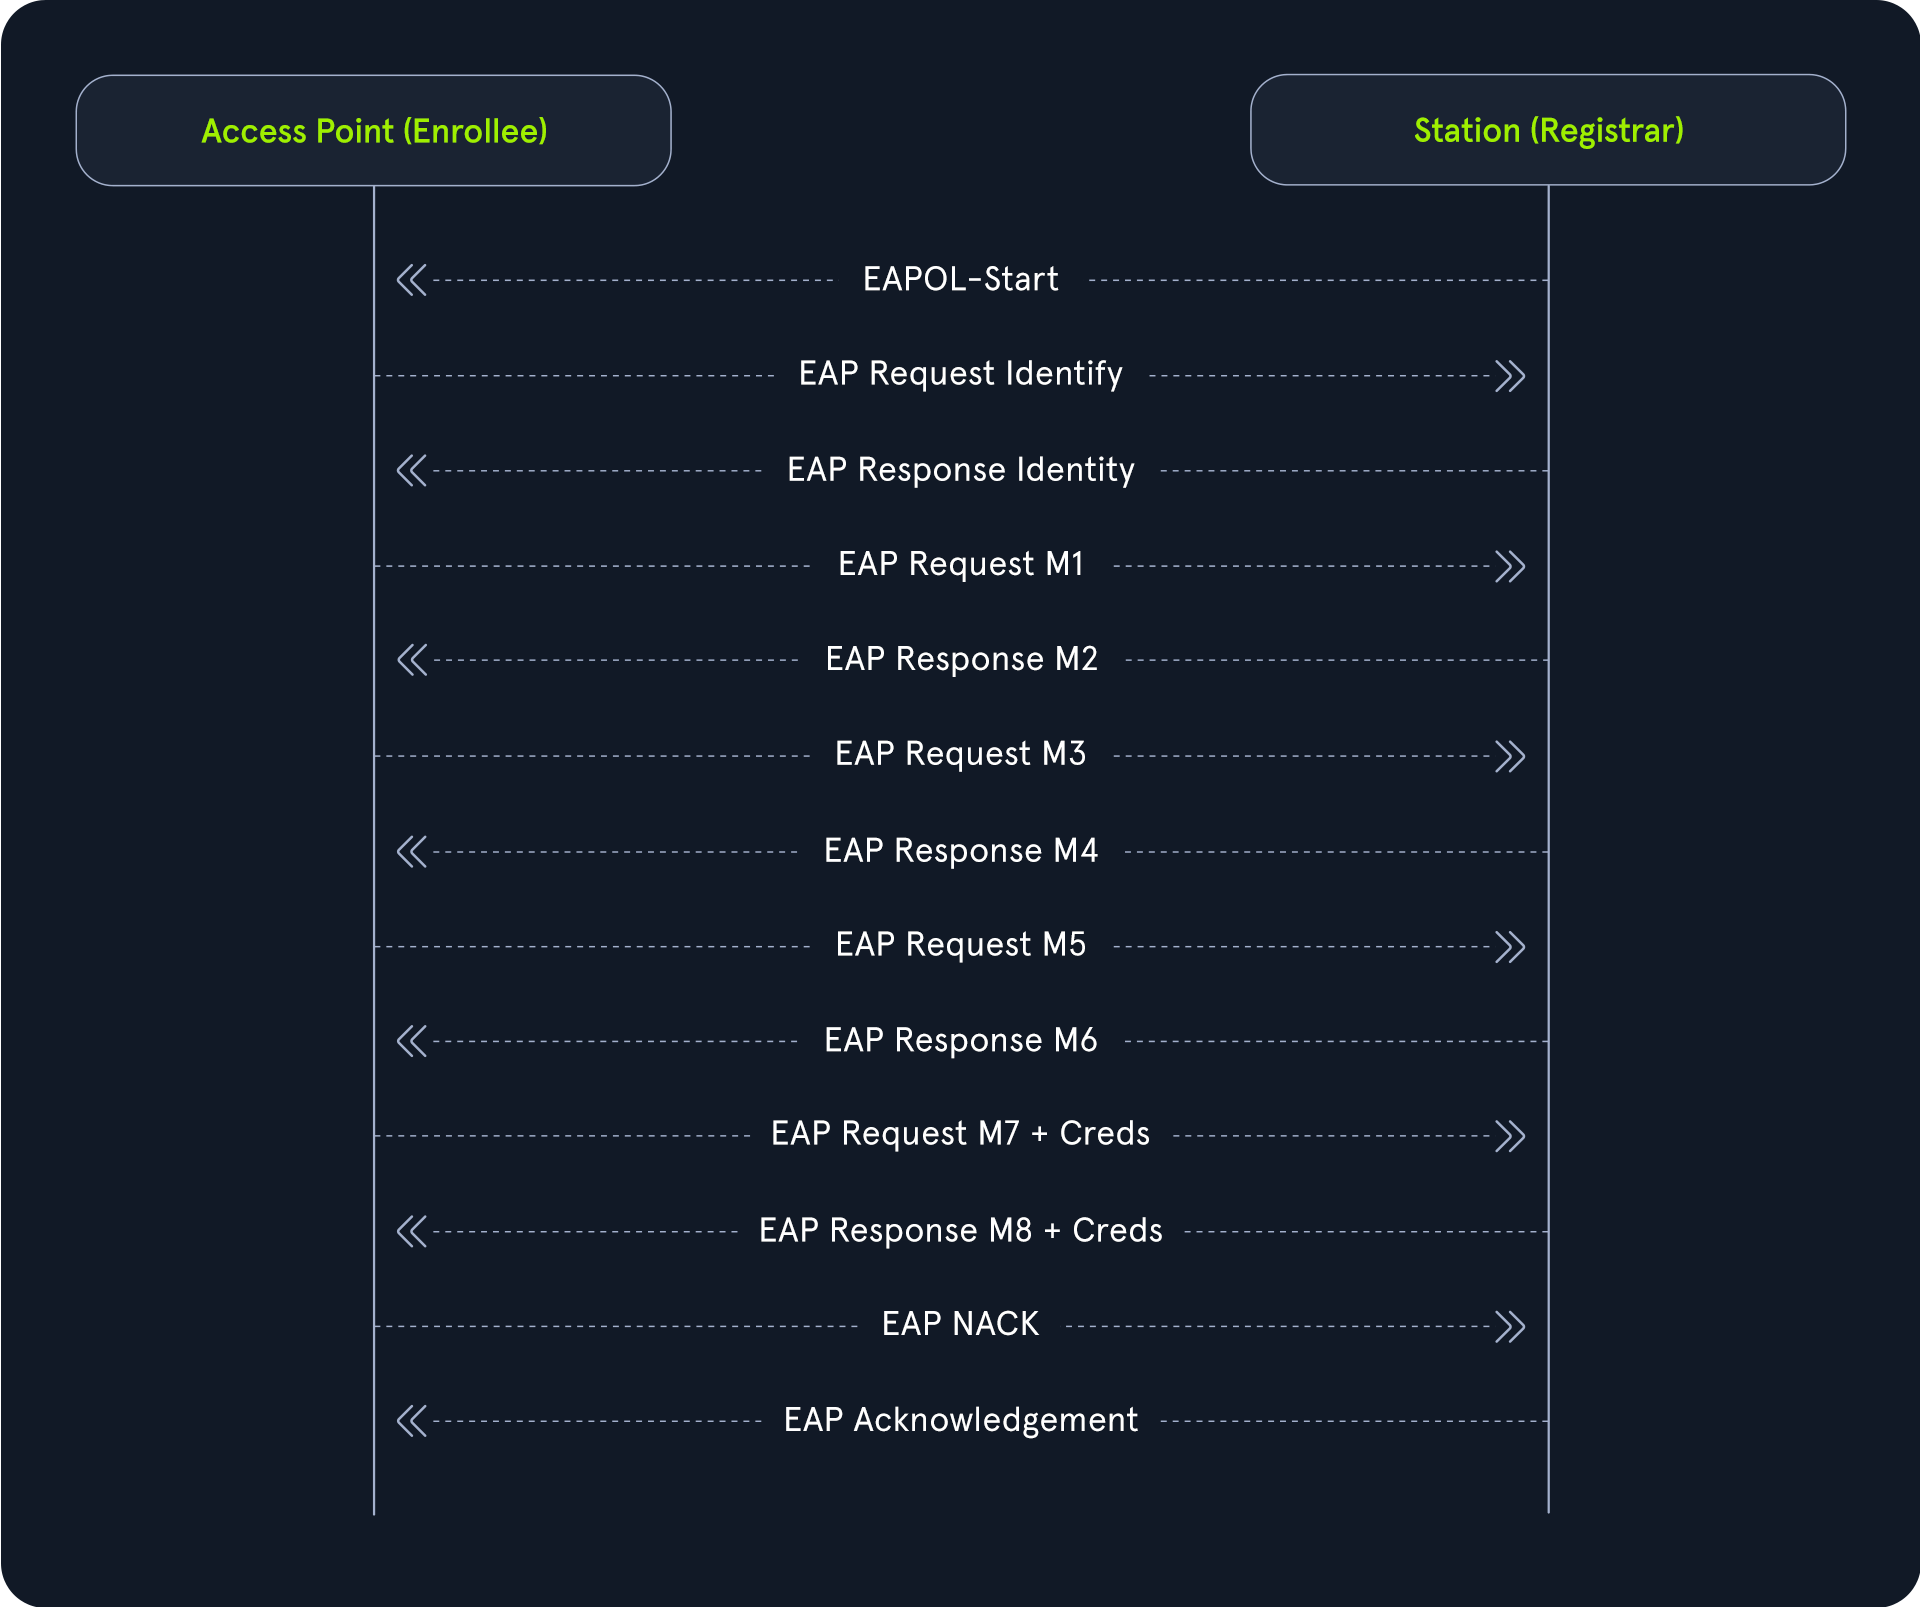 Access Point (Enrollee)
Station (Registrar)
EAPOL-Start
EAP Request Identify
EAP Response Identity
EAP Request M1
EAP Response M2
EAP Request M3
EAP Response M4
EAP Request M5
EAP Response M6
EAP Request M7 + Creds
EAP Response M8 + Creds
EAP NACK
EAP Acknowledgement